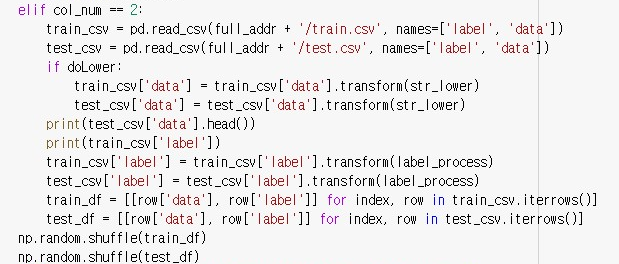 elif col_num == 2:
    train_csv = pd.read_csv(full_addr + '/train.csv', names=['label', 'data'])
    test_csv = pd.read_csv(full_addr + '/test.csv', names=['label', 'data'])
    if doLower:
        train_csv['data'] = train_csv['data'].transform(str_lower)
        test_csv['data'] = test_csv['data'].transform(str_lower)
    print(test_csv['data'].head())
    print(train_csv['label'])
    train_csv['label'] = train_csv['label'].transform(label_process)
    test_csv['label'] = test_csv['label'].transform(label_process)
    train_df = [[row['data'], row['label']] for index, row in train_csv.iterrows()]
    test_df = [[row['data'], row['label']] for index, row in test_csv.iterrows()]
np.random.shuffle(train_df)
np.random.shuffle(test_df)